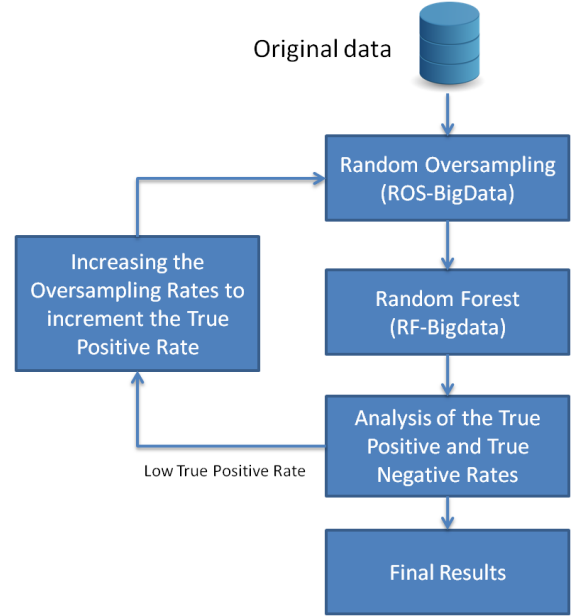 Original data
Random Oversampling
(ROS-BigData)
Increasing the
Oversampling Rates to
increment the True
Positive Rate
Random Forest
(RF-Bigdata)
Analysis of the True
Positive and True
Negative Rates
Low True Positive Rate
Final Results